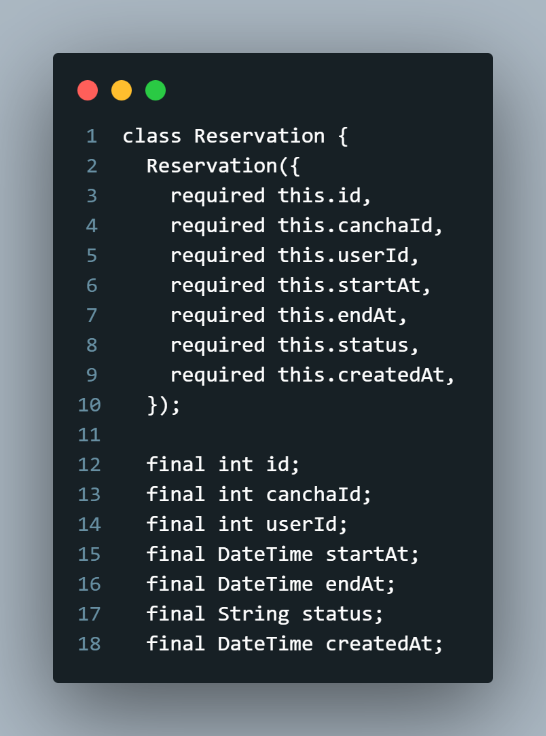 1 class Reservation {
2   Reservation({
3     required this.id,
4     required this.canchaId,
5     required this.userId,
6     required this.startAt,
7     required this.endAt,
8     required this.status,
9     required this.createdAt,
10   });
11
12   final int id;
13   final int canchaId;
14   final int userId;
15   final DateTime startAt;
16   final DateTime endAt;
17   final String status;
18   final DateTime createdAt;